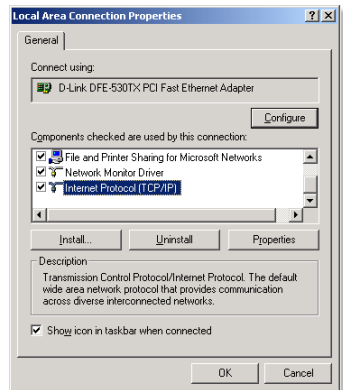 Local Area Connection Properties
General
Connect using:
D-Link DFE-530TX PCI Fast Ethernet Adapter
Configure
Components checked are used by this connection:
File and Printer Sharing for Microsoft Networks
Network Monitor Driver
Internet Protocol (TCP/IP)
Install... Uninstall Properties
Description
Transmission Control Protocol/Internet Protocol. The default
wide area network protocol that provides communication
across diverse interconnected networks.
Show icon in taskbar when connected
OK Cancel